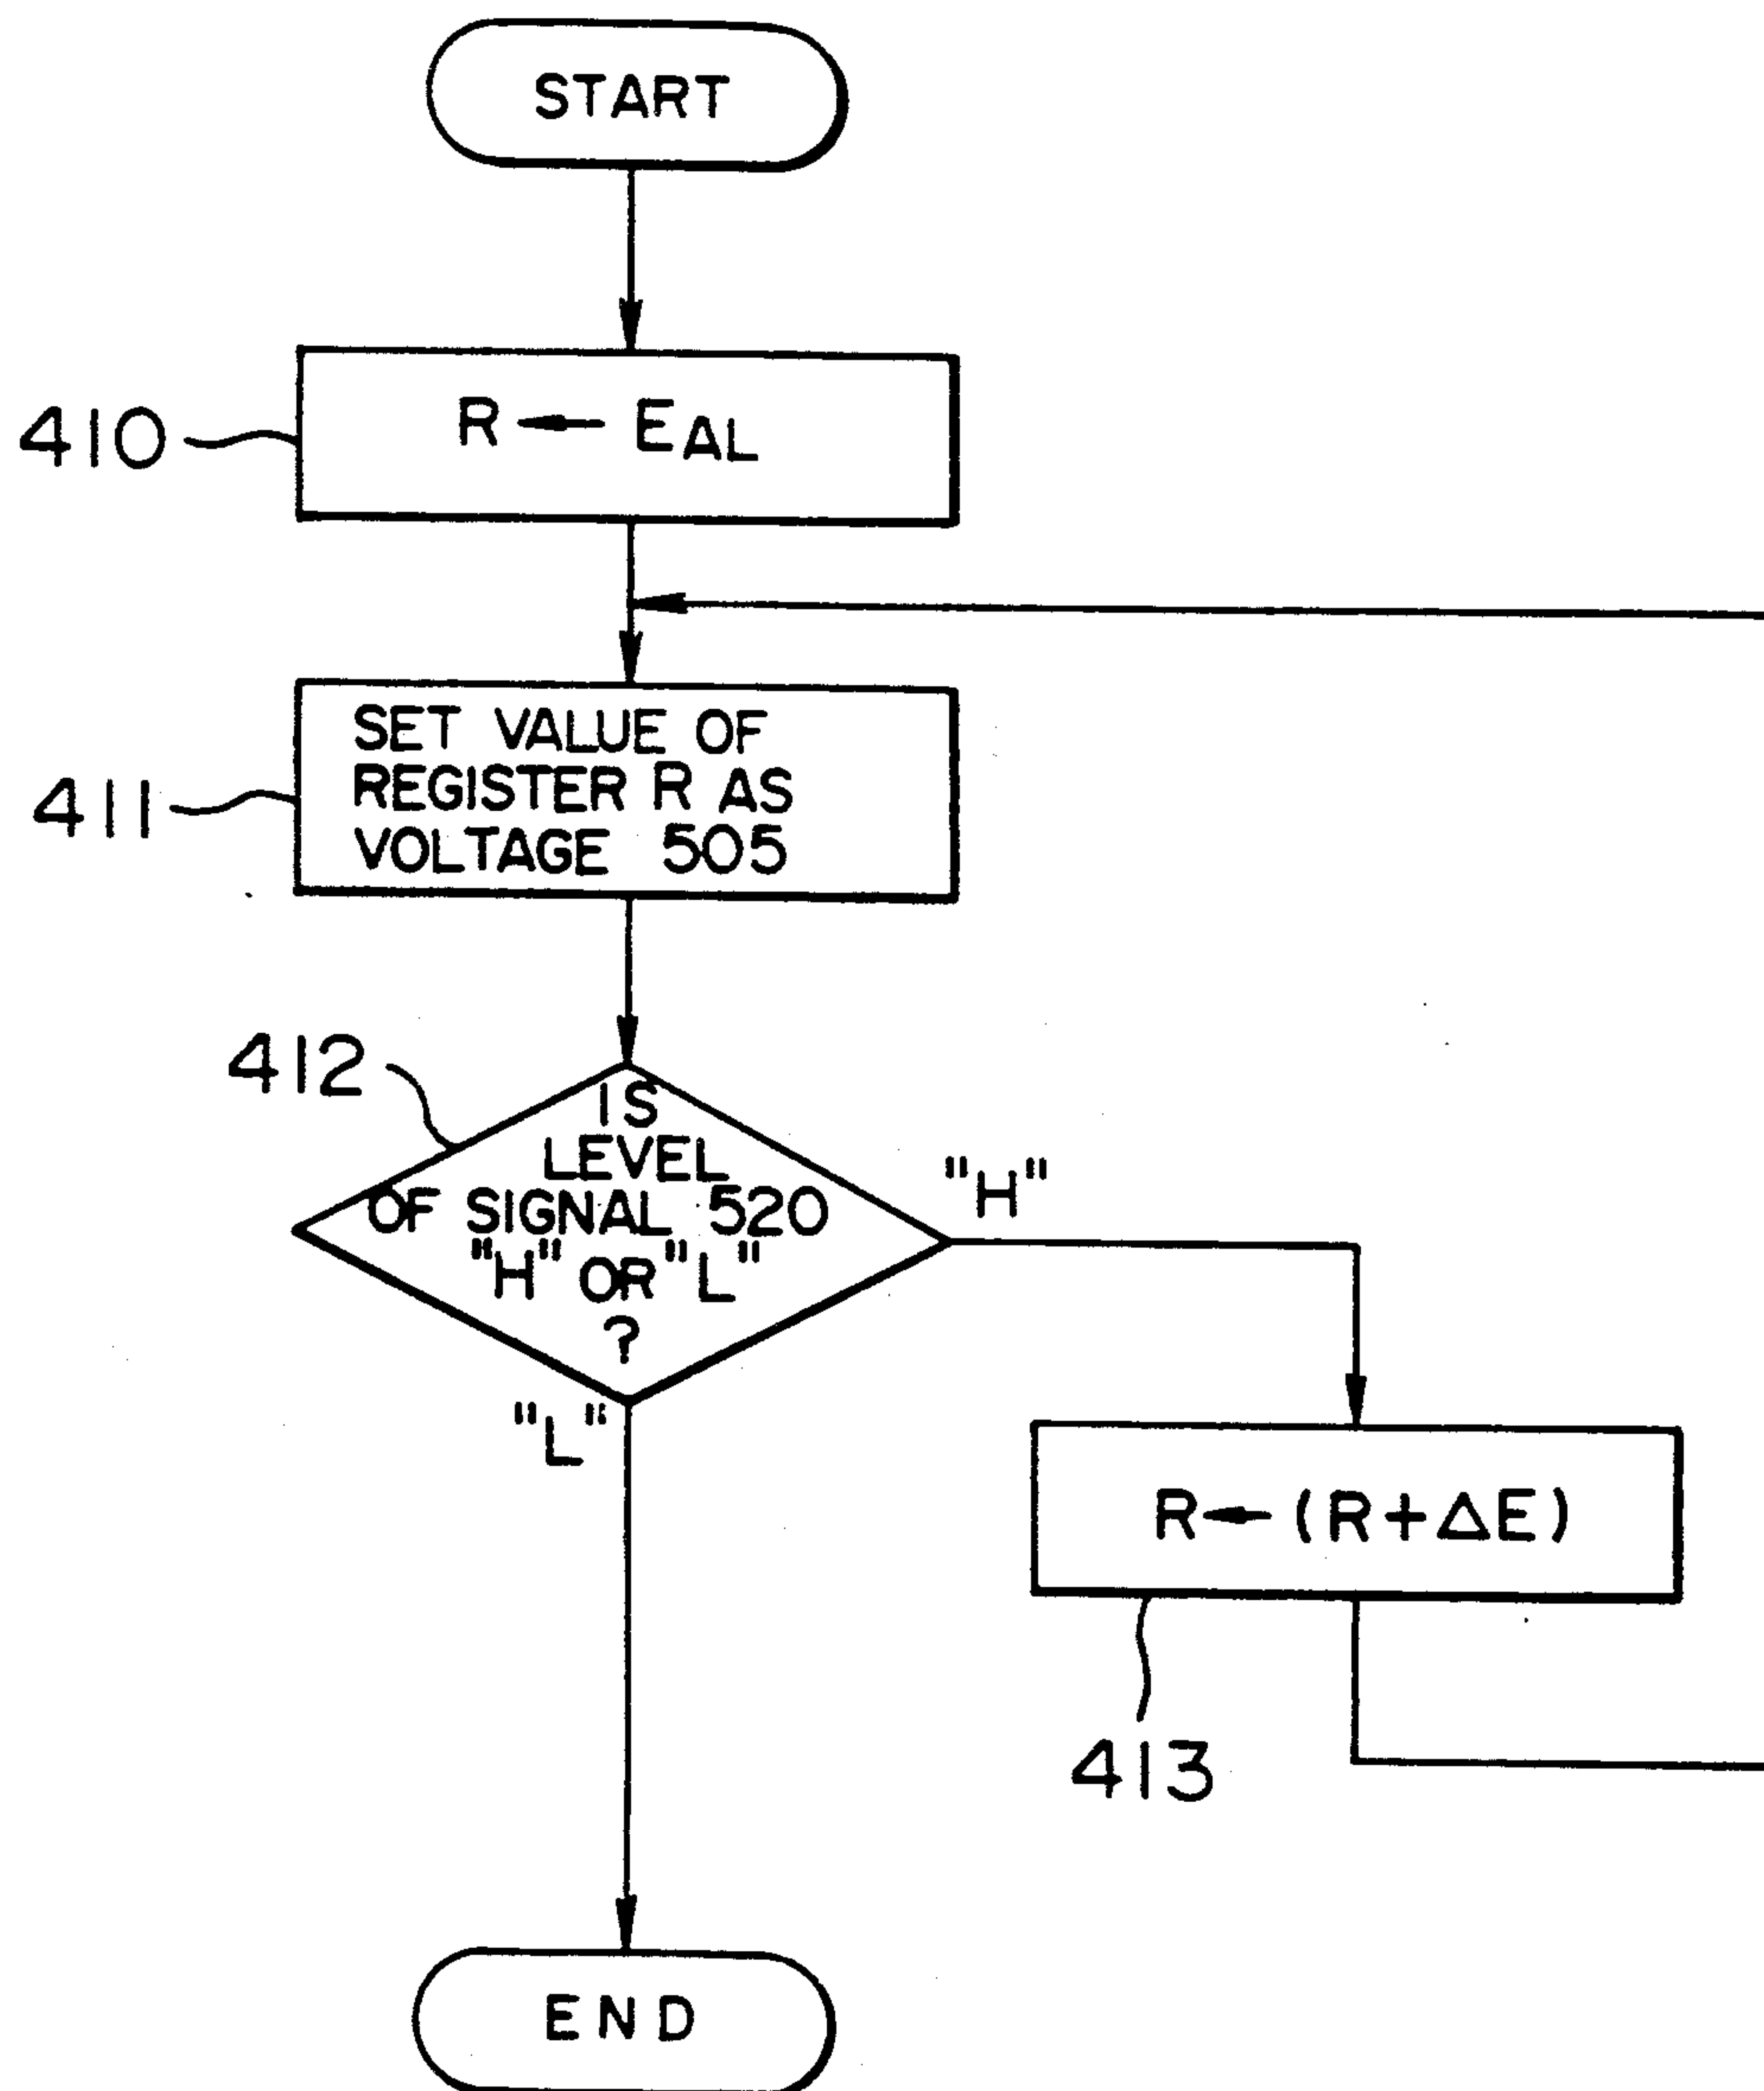 START
410
R ← EAL
411
SET VALUE OF
REGISTER R AS
VOLTAGE 505
412
IS
LEVEL
OF SIGNAL 520
"H" OR "L"
?
"H"
"L"
R ← (R + ΔE)
413
END